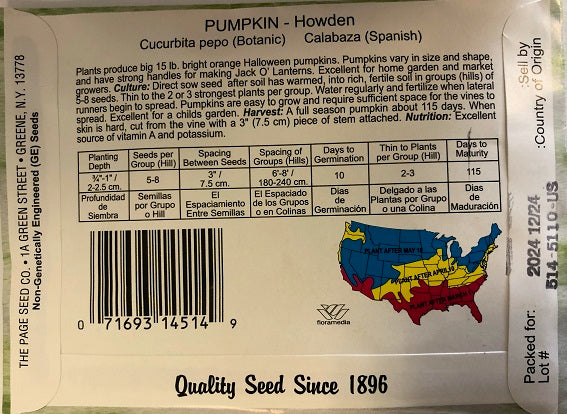 PUMPKIN - Howden
Cucurbita pepo (Botanic) Calabaza (Spanish)
Plants produce big 15 lb. bright orange Halloween pumpkins. Pumpkins vary in size and shape,
and have strong handles for making Jack O' Lanterns. Excellent for home garden and market
growers. Culture: Direct sow seed after soil has warmed, into rich, fertile soil in groups (hills) of
5-8 seeds. Thin to the 2 or 3 strongest plants per group. Water regularly and fertilize when lateral
runners begin to spread. Pumpkins are easy to grow and require sufficient space for the vines to
spread. Excellent for a childs garden. Harvest: A full season pumpkin about 115 days. When
skin is hard, cut from the vine with a 3" (7.5 cm) piece of stem attached. Nutrition: Excellent
source of vitamin A and potassium.
Planting Depth Seeds per Group (Hill) Spacing Between Seeds Spacing of Groups (Hills) Days to Germination Thin to Plants per Group (Hill) Days to Maturity
¾"-1" / 2-2.5 cm. 5-8 3" / 7.5 cm. 6'-8' / 180-240 cm. 10 2-3 115
Profundidad de Siembra Semillas por Grupo o Hill El Espaciamiento Entre Semillas El Espaciado de los Grupos o en Colinas Dias de Germinación Delgado a las Plantas por Grupo o una Colina Dias de Maduración
PLANT AFTER MAY 10
PLANT AFTER APRIL 10
PLANT AFTER MARCH 1
floramedia
0 71693 14514 9
Quality Seed Since 1896
THE PAGE SEED CO. • 1A GREEN STREET • GREENE, N.Y. 13778
Non-Genetically Engineered (GE) Seeds
:Sell by
:Country of Origin
2024 12/24
514-5110-US
Packed for:
Lot #